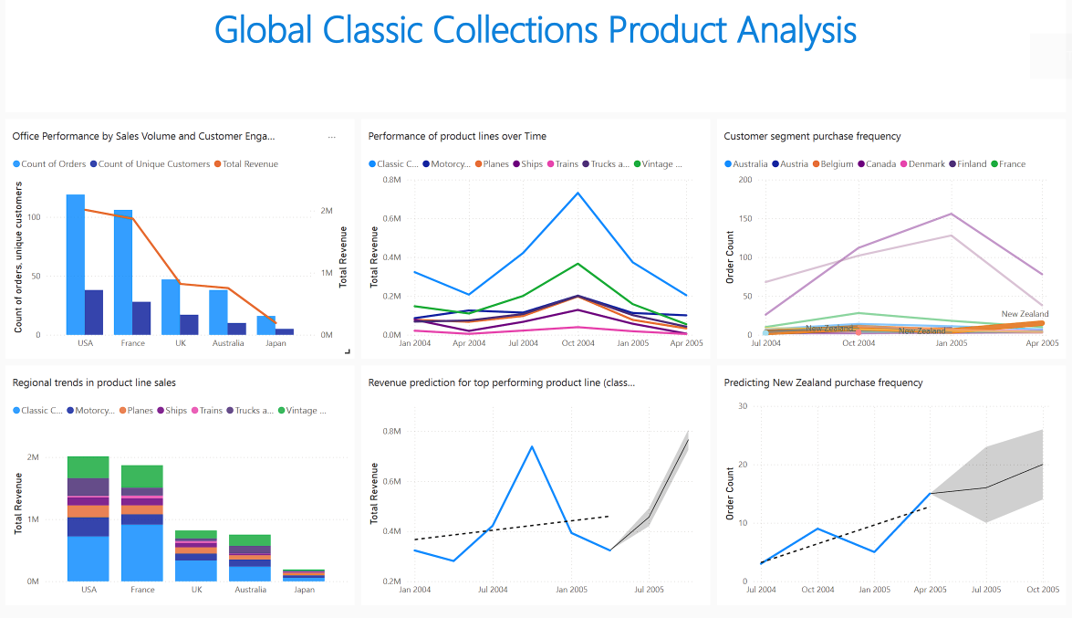 Global Classic Collections Product Analysis
Office Performance by Sales Volume and Customer Enga...
...
Count of Orders Count of Unique Customers Total Revenue
Count of orders, unique customers
100
50
0
2M
1M
0M
Total Revenue
USA France UK Australia Japan
Performance of product lines over Time
Classic C... Motorcy... Planes Ships Trains Trucks a... Vintage ...
Total Revenue
0.8M
0.6M
0.4M
0.2M
0.0M
Jan 2004 Apr 2004 Jul 2004 Oct 2004 Jan 2005 Apr 2005
Customer segment purchase frequency
Australia Austria Belgium Canada Denmark Finland France
Order Count
200
150
100
50
0
New Zealand
New Zealand
New Zealand
Jul 2004 Oct 2004 Jan 2005 Apr 2005
Regional trends in product line sales
Classic C... Motorcy... Planes Ships Trains Trucks a... Vintage ...
Total Revenue
2M
1M
0M
USA France UK Australia Japan
Revenue prediction for top performing product line (class...
Total Revenue
0.8M
0.6M
0.4M
0.2M
Jan 2004 Jul 2004 Jan 2005 Jul 2005
Predicting New Zealand purchase frequency
Order Count
30
20
10
0
Jul 2004 Oct 2004 Jan 2005 Apr 2005 Jul 2005 Oct 2005